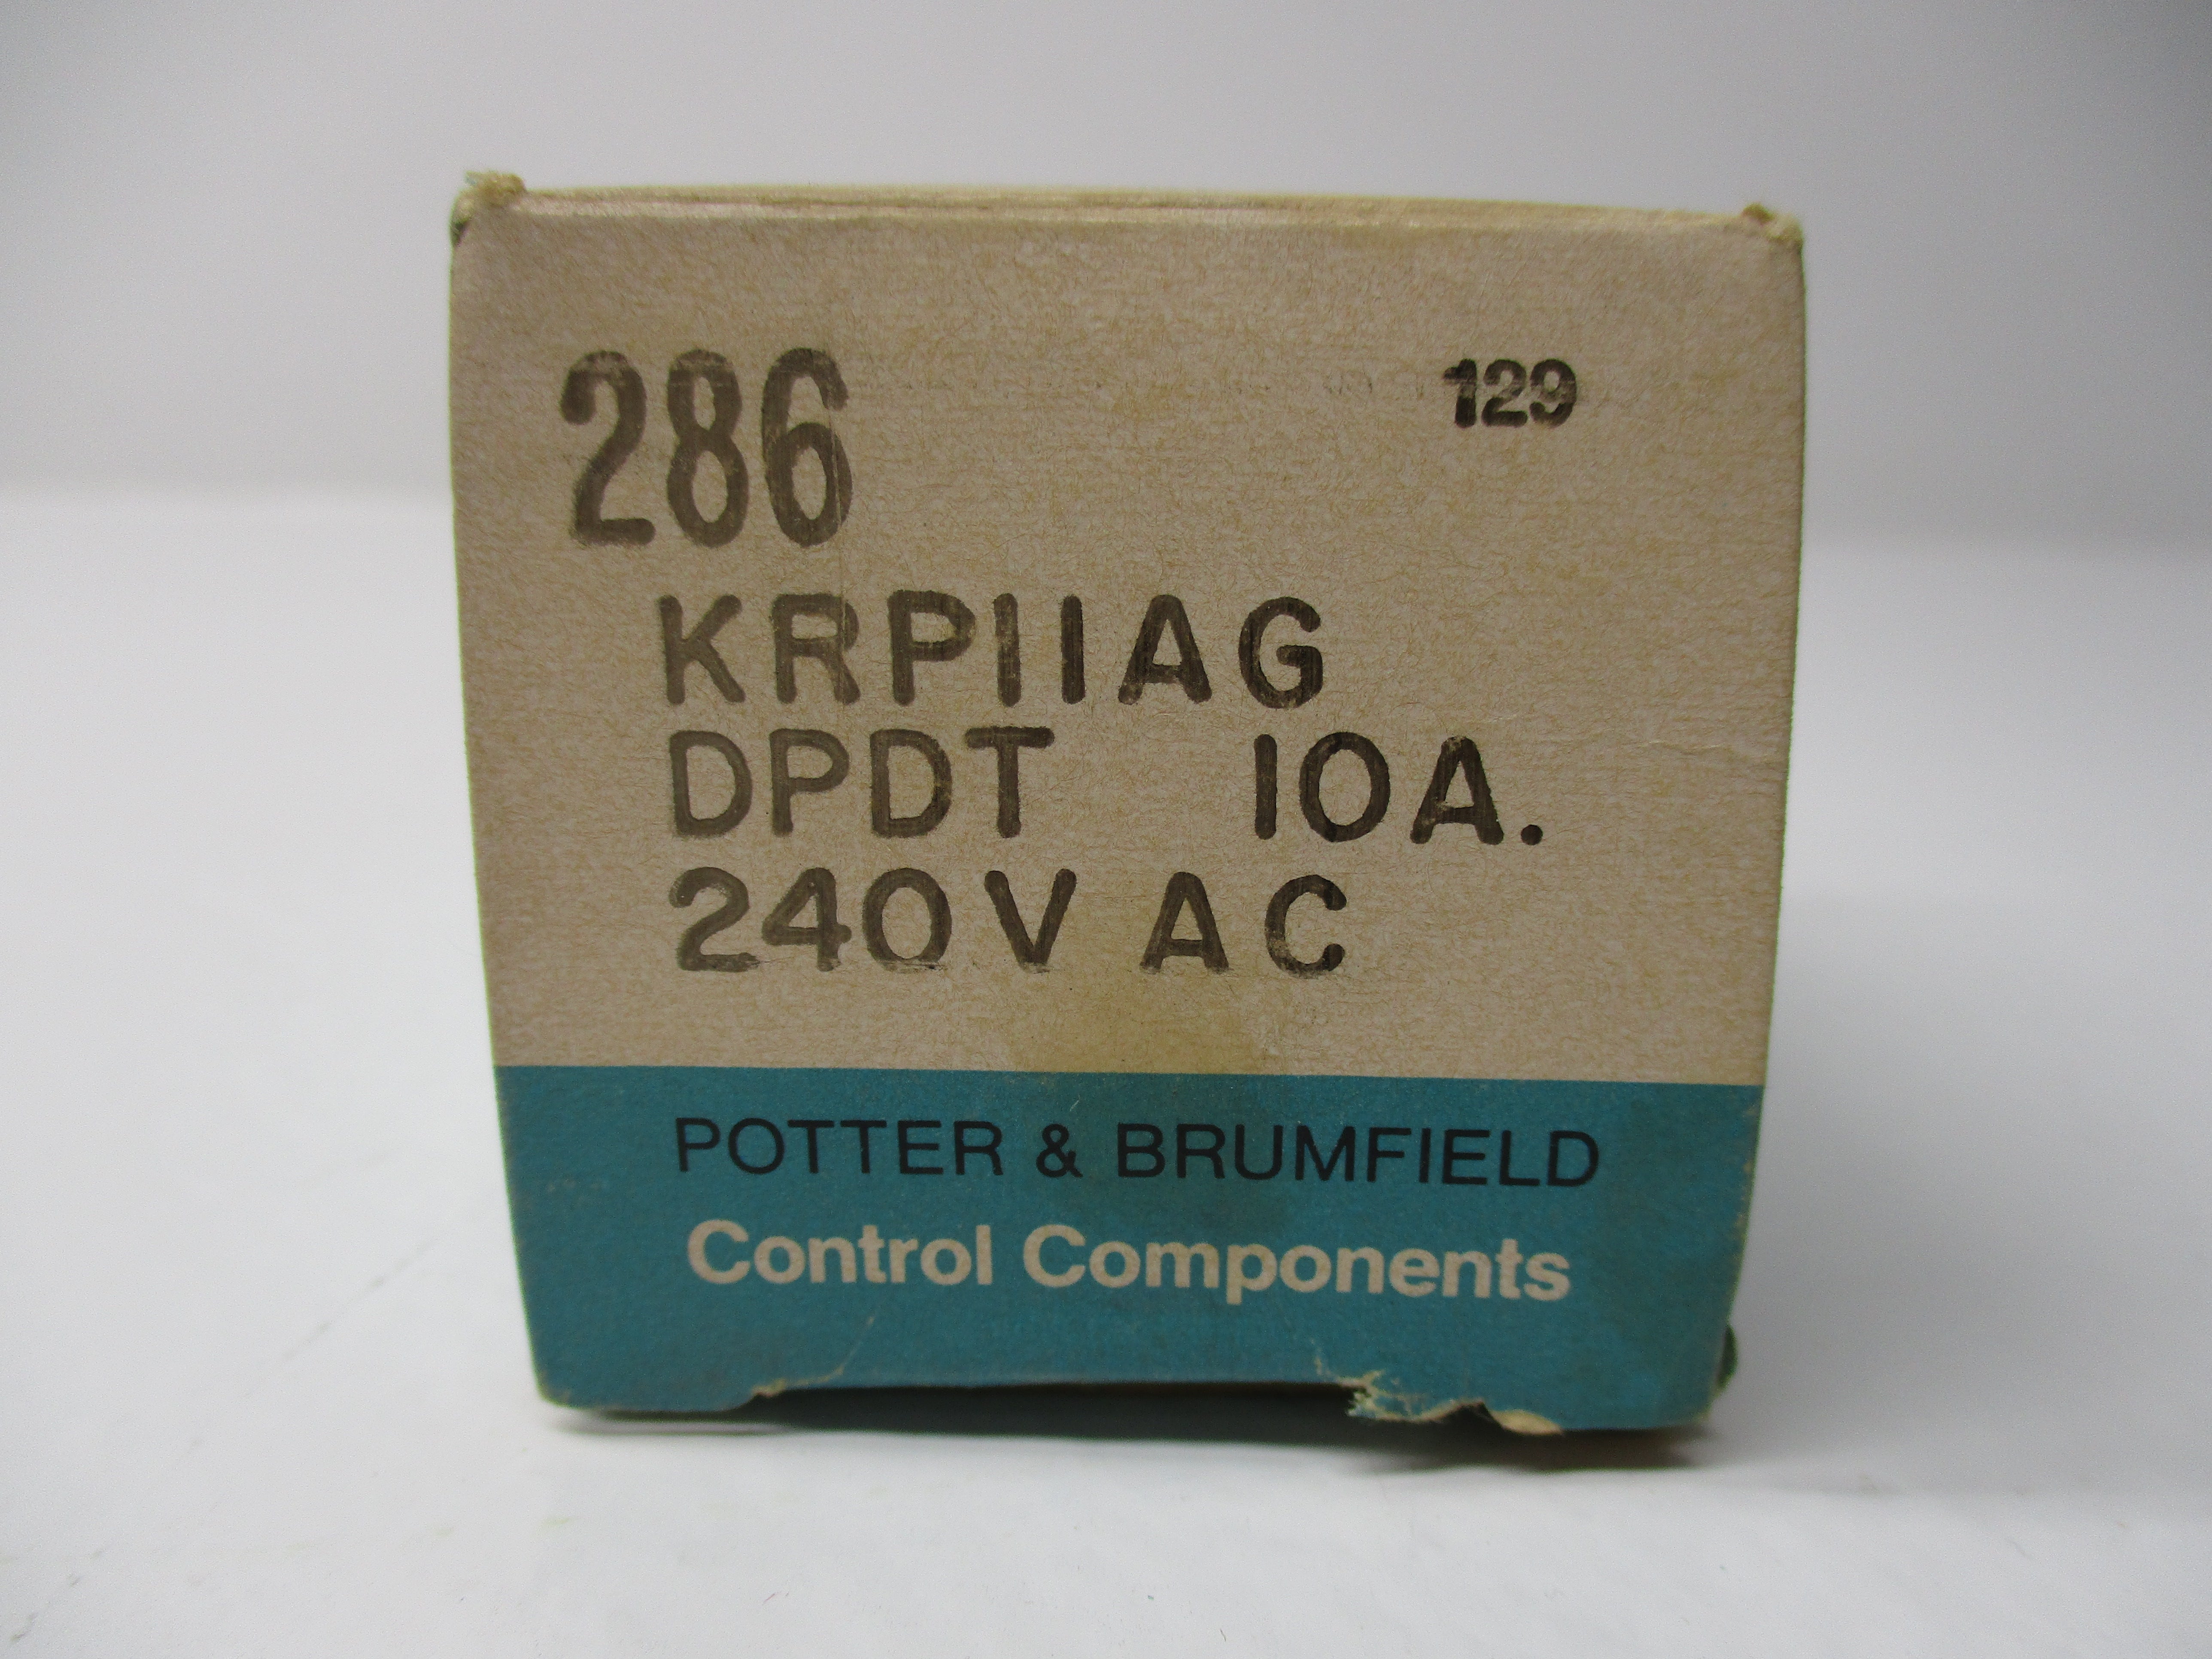 286 129
KRP11AG
DPDT 10A.
240V AC
POTTER & BRUMFIELD
Control Components